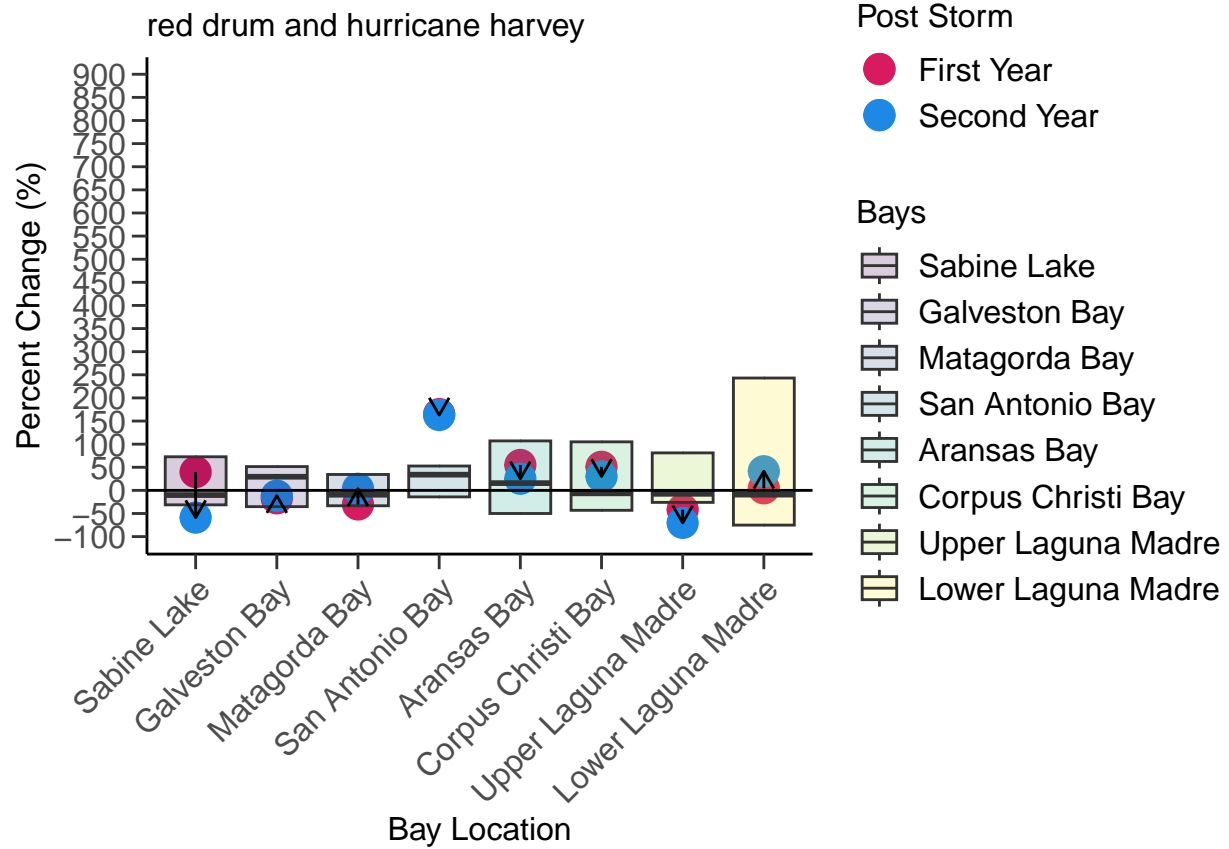 red drum and hurricane harvey
Percent Change (%)
900
850
800
750
700
650
600
550
500
450
400
350
300
250
200
150
100
50
0
−50
−100
Sabine Lake
Galveston Bay
Matagorda Bay
San Antonio Bay
Aransas Bay
Corpus Christi Bay
Upper Laguna Madre
Lower Laguna Madre
Bay Location
Post Storm
First Year
Second Year
Bays
Sabine Lake
Galveston Bay
Matagorda Bay
San Antonio Bay
Aransas Bay
Corpus Christi Bay
Upper Laguna Madre
Lower Laguna Madre